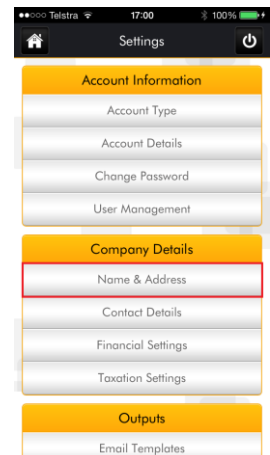 Telstra 17:00 100%
Settings
Account Information
Account Type
Account Details
Change Password
User Management
Company Details
Name & Address
Contact Details
Financial Settings
Taxation Settings
Outputs
Email Templates